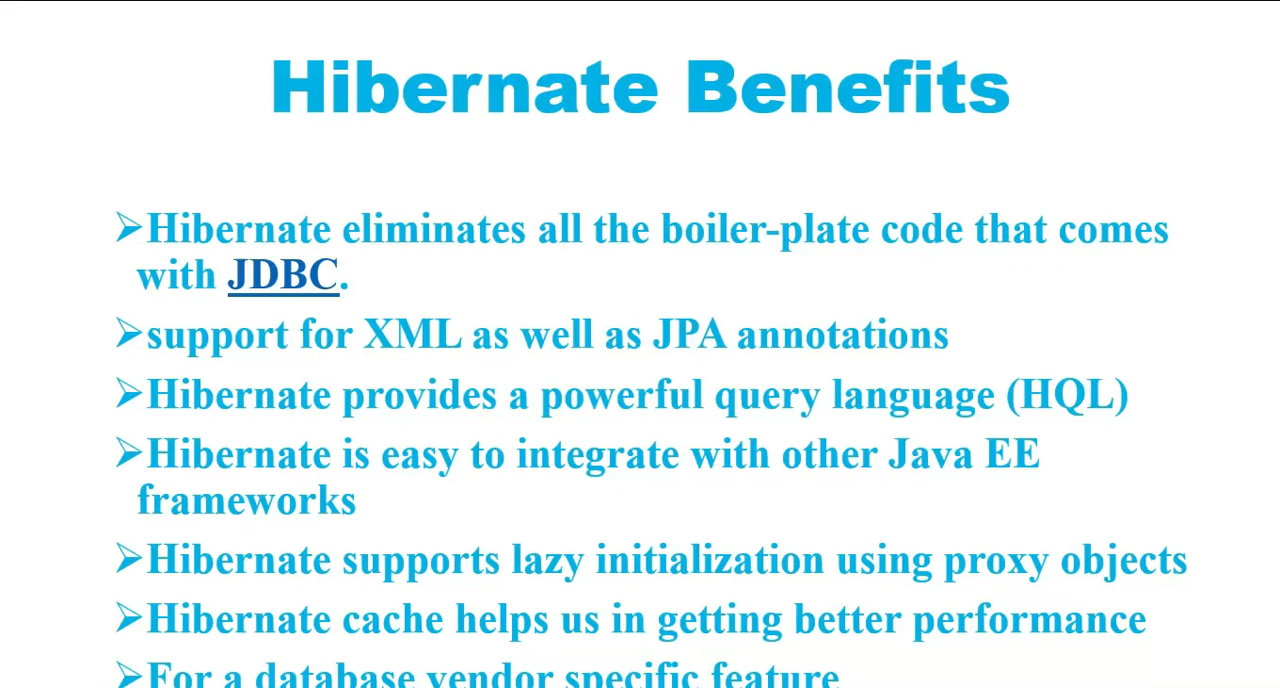 Hibernate Benefits
➢Hibernate eliminates all the boiler-plate code that comes
with JDBC.
➢support for XML as well as JPA annotations
➢Hibernate provides a powerful query language (HQL)
➢Hibernate is easy to integrate with other Java EE
frameworks
➢Hibernate supports lazy initialization using proxy objects
➢Hibernate cache helps us in getting better performance
➢For a database vendor specific feature